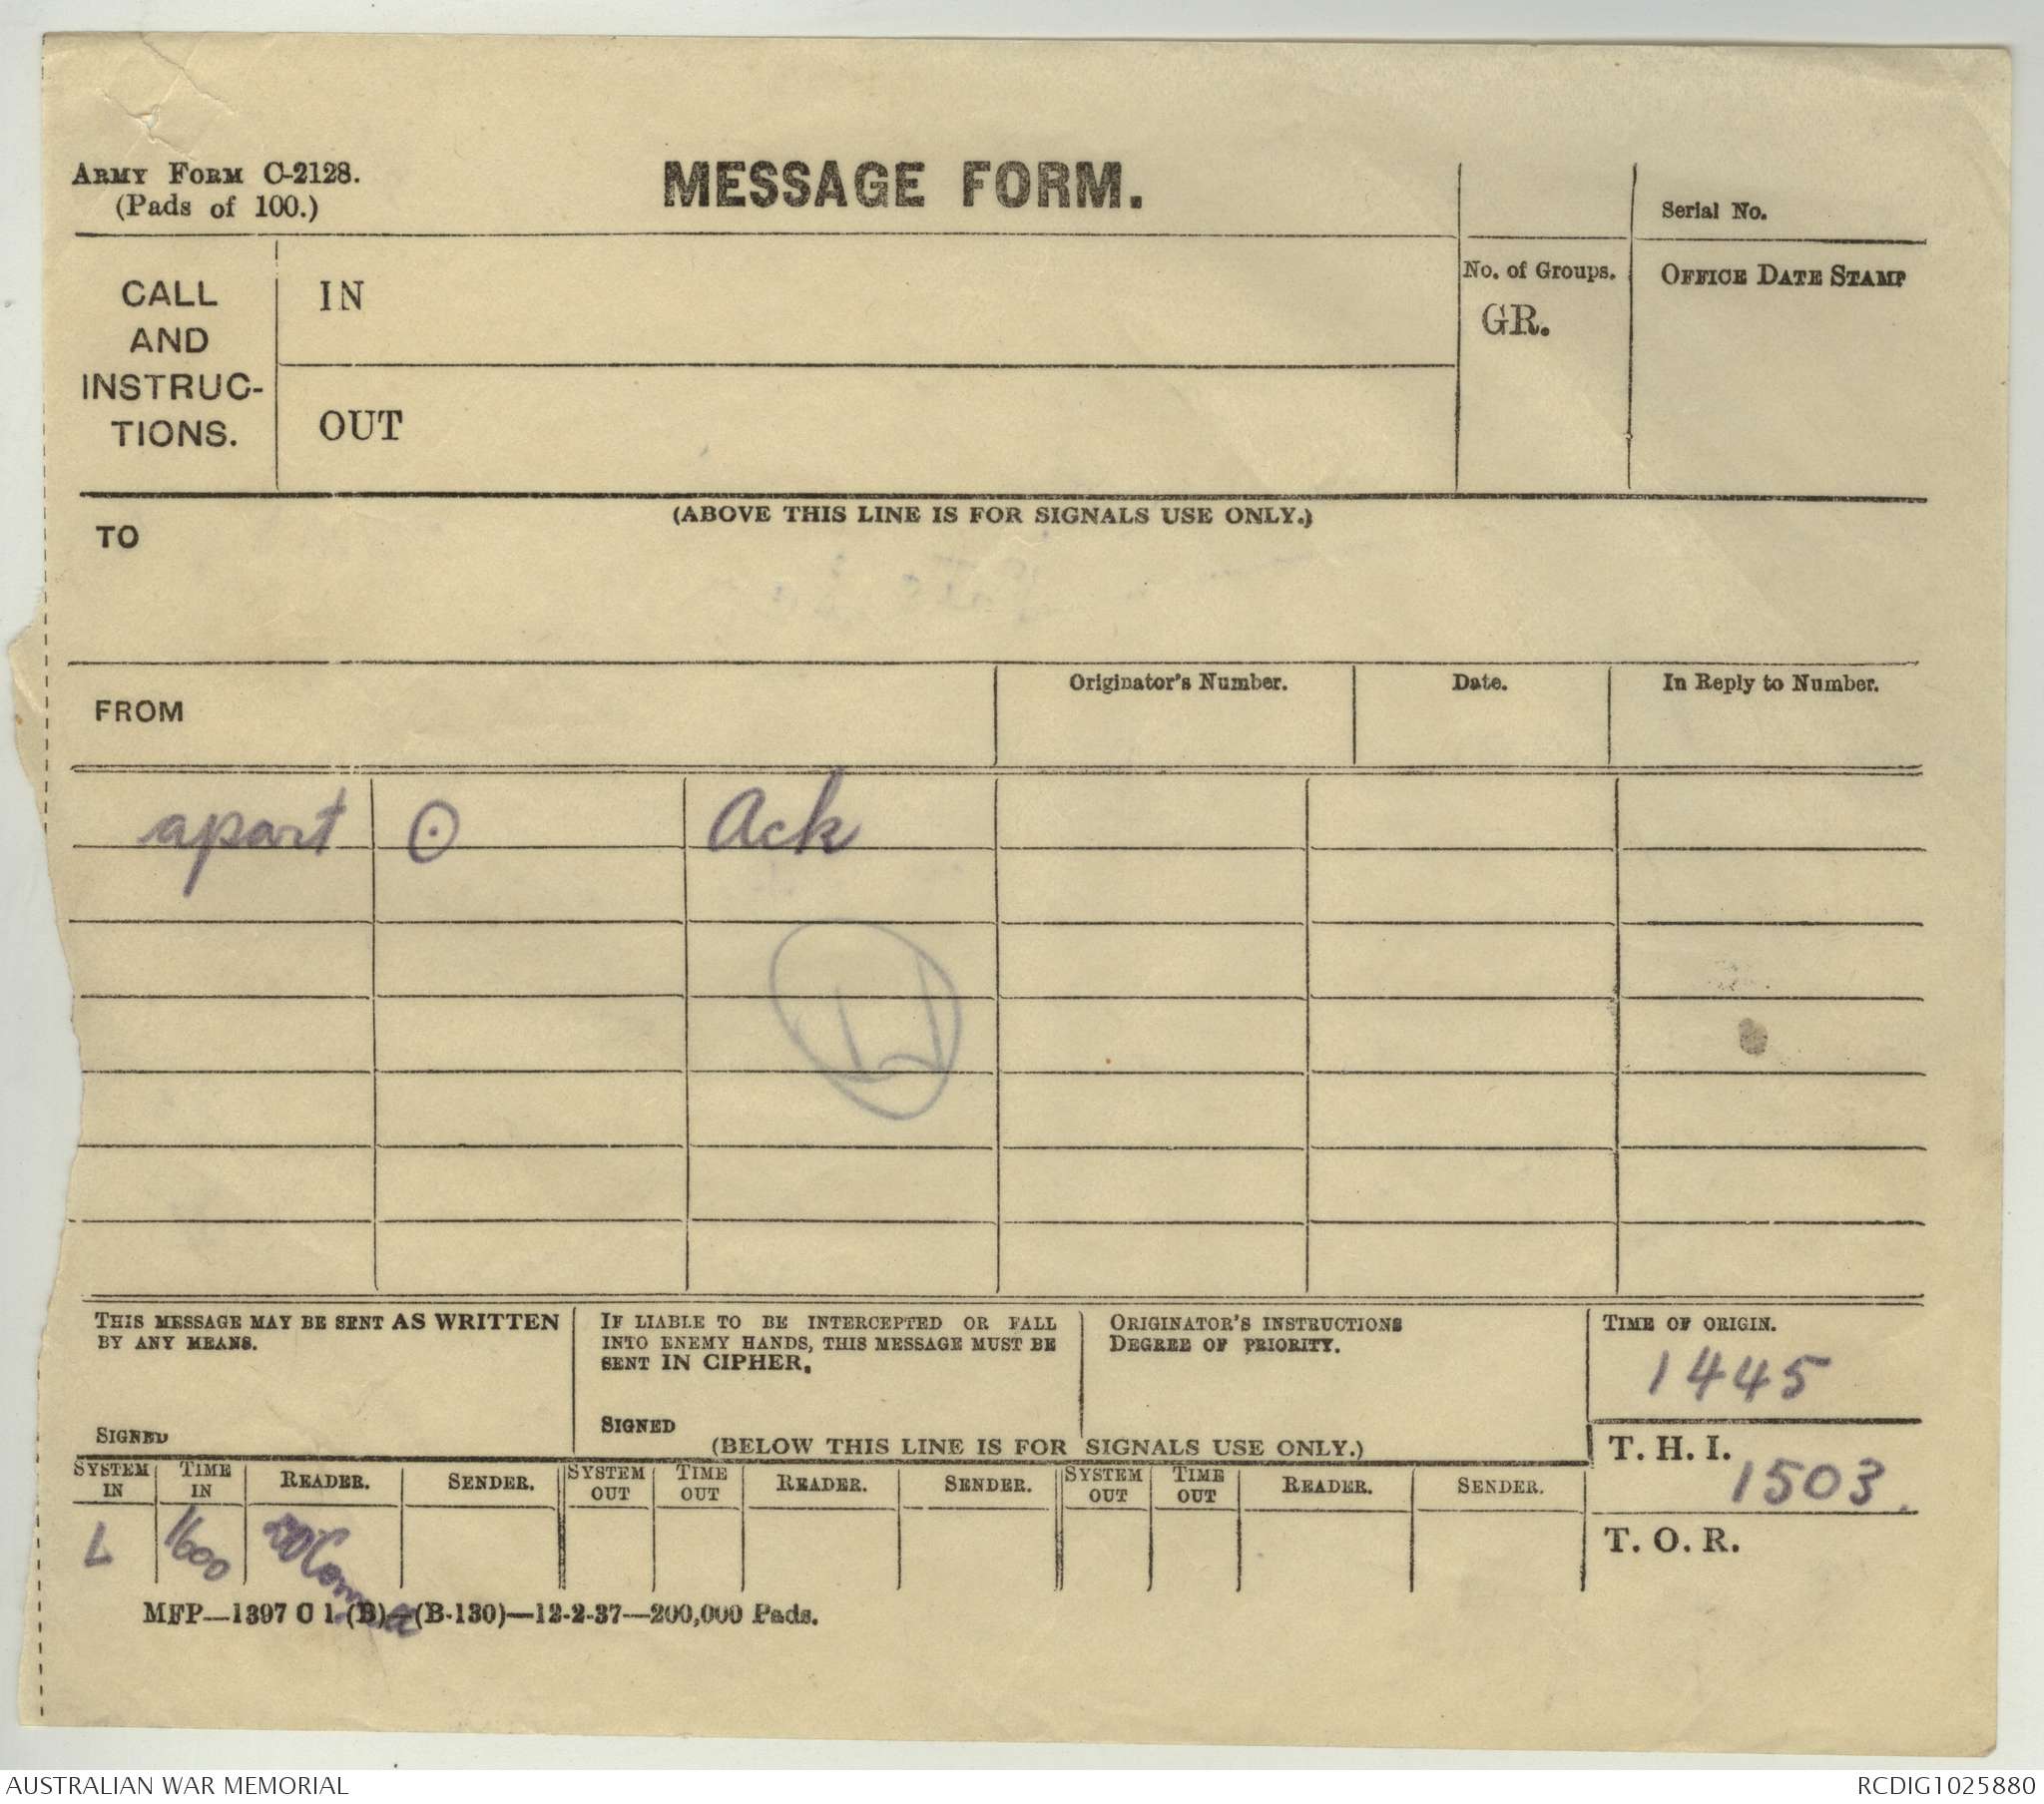 ARMY FORM C-2128.
(Pads of 100.)
MESSAGE FORM.
Serial No.
CALL
AND
INSTRUC-
TIONS.
IN
OUT
No. of Groups.
GR.
OFFICE DATE STAMP
(ABOVE THIS LINE IS FOR SIGNALS USE ONLY.)
TO
FROM
Originator's Number.
Date.
In Reply to Number.
apart ⊙ Ack
THIS MESSAGE MAY BE SENT AS WRITTEN
BY ANY MEANS.
SIGNED
IF LIABLE TO BE INTERCEPTED OR FALL
INTO ENEMY HANDS, THIS MESSAGE MUST BE
SENT IN CIPHER.
SIGNED
ORIGINATOR'S INSTRUCTIONS
DEGREE OF PRIORITY.
TIME OF ORIGIN.
1445
(BELOW THIS LINE IS FOR SIGNALS USE ONLY.)
T. H. I.
1503.
T. O. R.
SYSTEM IN TIME IN READER. SENDER. SYSTEM OUT TIME OUT READER. SENDER. SYSTEM OUT TIME OUT READER. SENDER.
L 1600
MFP—1397 C 1 (B)—(B-130)—12-2-37—200,000 Pads.
AUSTRALIAN WAR MEMORIAL
RCDIG1025880